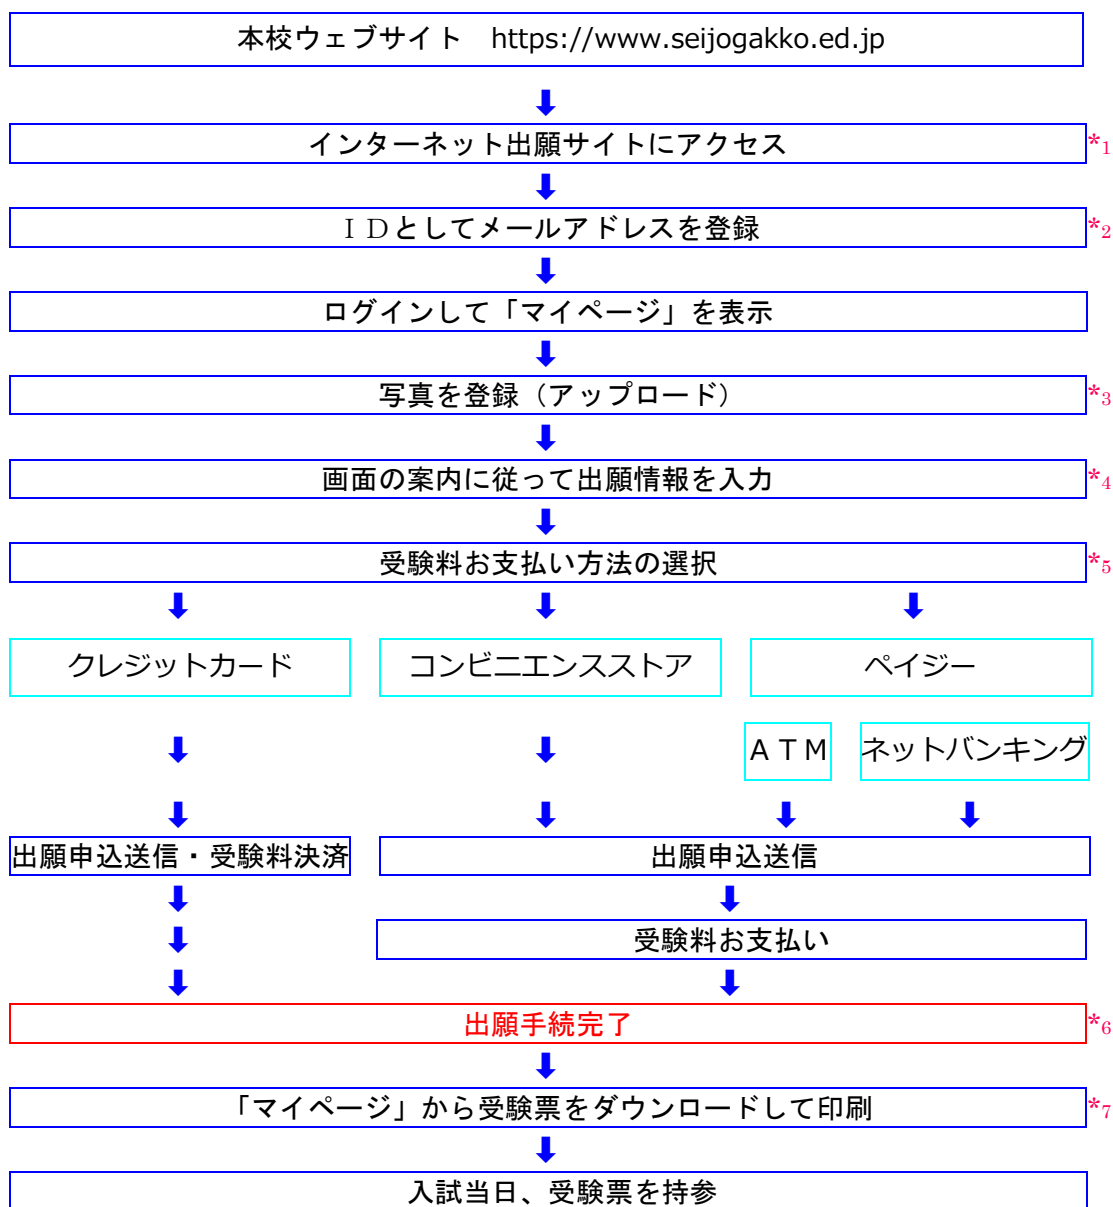 本校ウェブサイト　https://www.seijogakko.ed.jp
インターネット出願サイトにアクセス *1
ＩＤとしてメールアドレスを登録 *2
ログインして「マイページ」を表示
写真を登録（アップロード） *3
画面の案内に従って出願情報を入力 *4
受験料お支払い方法の選択 *5
クレジットカード
コンビニエンスストア
ペイジー
ＡＴＭ
ネットバンキング
出願申込送信・受験料決済
出願申込送信
受験料お支払い
出願手続完了 *6
「マイページ」から受験票をダウンロードして印刷 *7
入試当日、受験票を持参